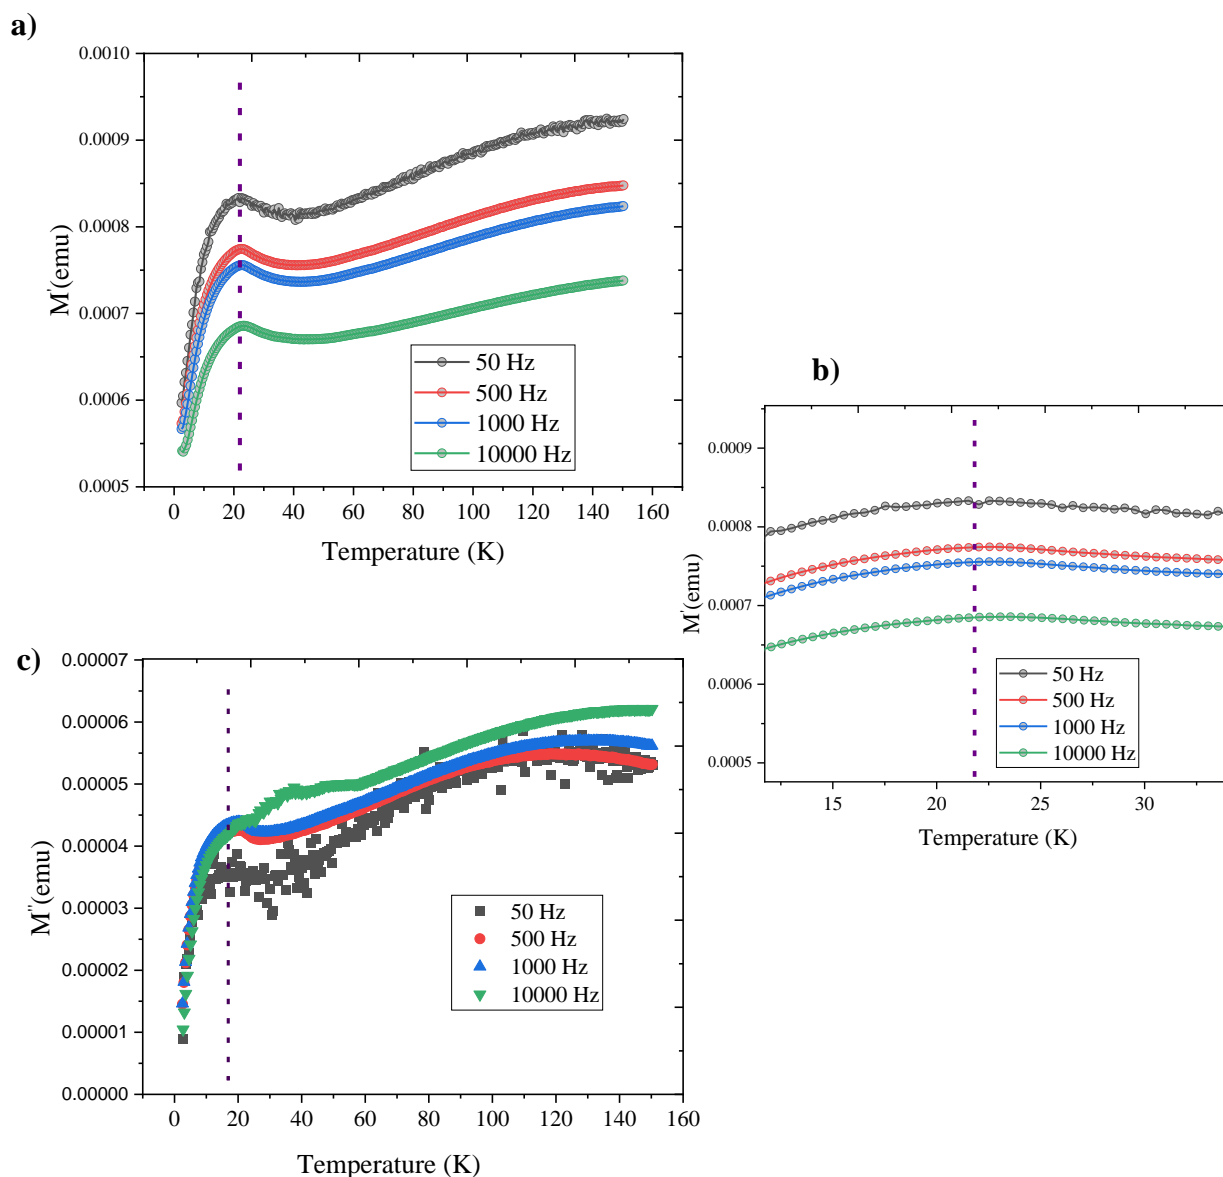 a)
0.0010
0.0009
0.0008
0.0007
0.0006
0.0005
M'(emu)
0 20 40 60 80 100 120 140 160
Temperature (K)
50 Hz
500 Hz
1000 Hz
10000 Hz
b)
0.0009
0.0008
0.0007
0.0006
0.0005
M'(emu)
15 20 25 30
Temperature (K)
50 Hz
500 Hz
1000 Hz
10000 Hz
c)
0.00007
0.00006
0.00005
0.00004
0.00003
0.00002
0.00001
0.00000
M''(emu)
0 20 40 60 80 100 120 140 160
Temperature (K)
50 Hz
500 Hz
1000 Hz
10000 Hz